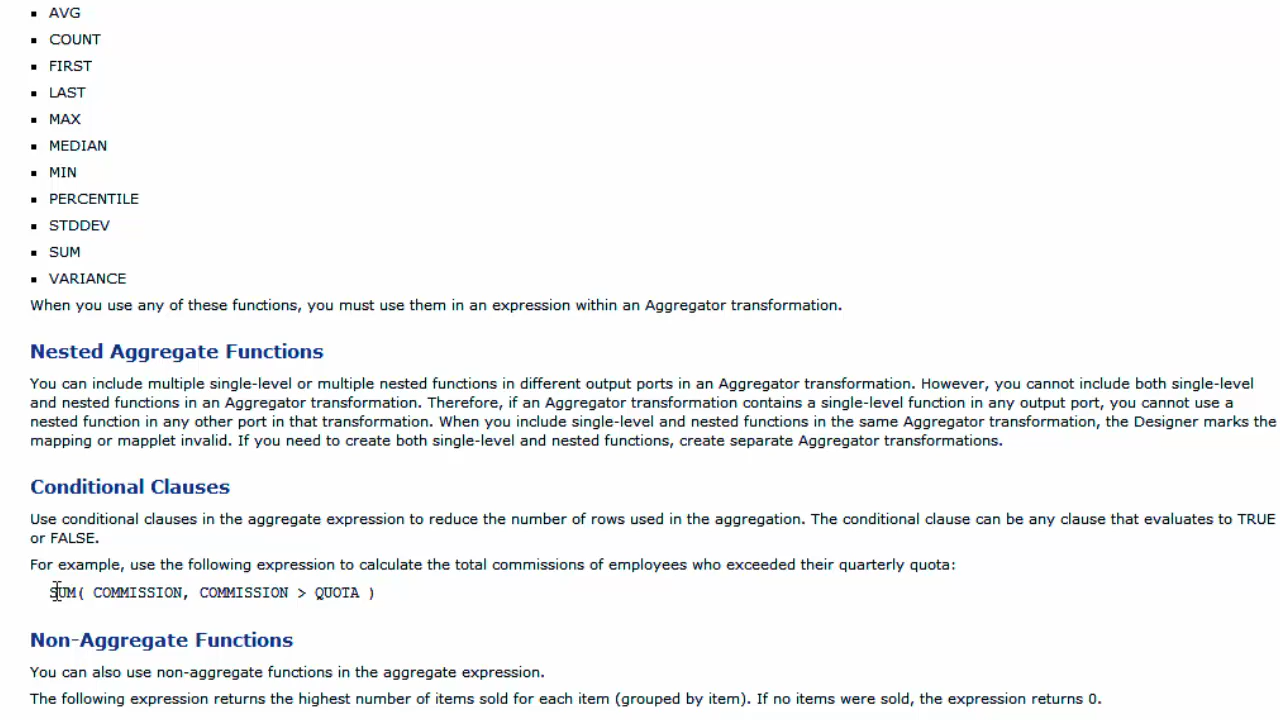 AVG
COUNT
FIRST
LAST
MAX
MEDIAN
MIN
PERCENTILE
STDDEV
SUM
VARIANCE
When you use any of these functions, you must use them in an expression within an Aggregator transformation.
Nested Aggregate Functions
You can include multiple single-level or multiple nested functions in different output ports in an Aggregator transformation. However, you cannot include both single-level
and nested functions in an Aggregator transformation. Therefore, if an Aggregator transformation contains a single-level function in any output port, you cannot use a
nested function in any other port in that transformation. When you include single-level and nested functions in the same Aggregator transformation, the Designer marks the
mapping or mapplet invalid. If you need to create both single-level and nested functions, create separate Aggregator transformations.
Conditional Clauses
Use conditional clauses in the aggregate expression to reduce the number of rows used in the aggregation. The conditional clause can be any clause that evaluates to TRUE
or FALSE.
For example, use the following expression to calculate the total commissions of employees who exceeded their quarterly quota:
SUM( COMMISSION, COMMISSION > QUOTA )
Non-Aggregate Functions
You can also use non-aggregate functions in the aggregate expression.
The following expression returns the highest number of items sold for each item (grouped by item). If no items were sold, the expression returns 0.